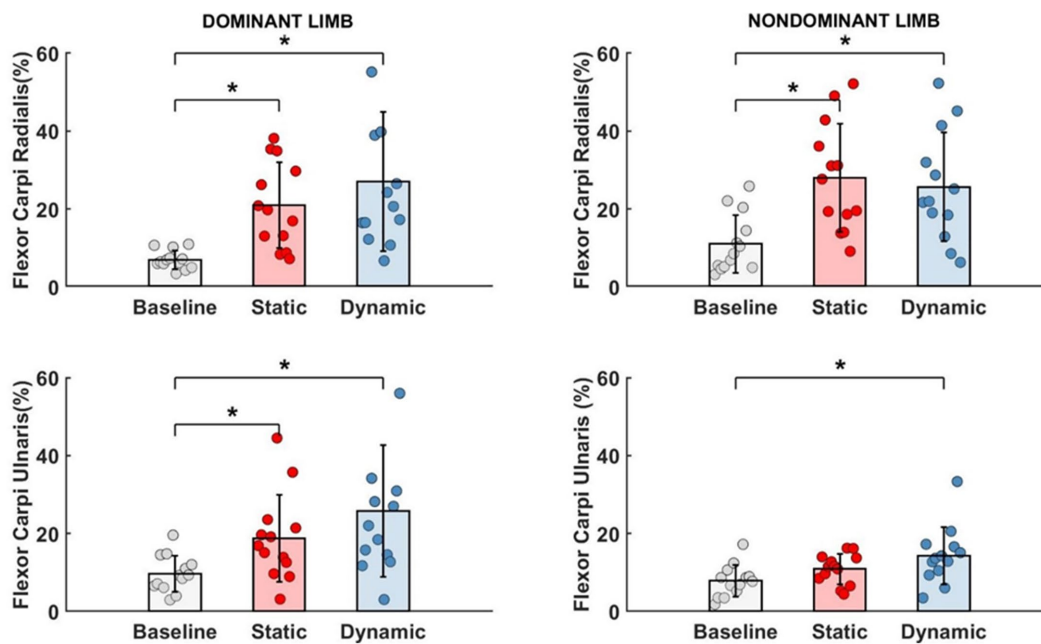 DOMINANT LIMB
Flexor Carpi Radialis(%)
60
40
20
0
*
*
Baseline Static Dynamic
NONDOMINANT LIMB
Flexor Carpi Radialis(%)
60
40
20
0
*
*
Baseline Static Dynamic
Flexor Carpi Ulnaris(%)
60
40
20
0
*
*
Baseline Static Dynamic
Flexor Carpi Ulnaris (%)
60
40
20
0
*
Baseline Static Dynamic